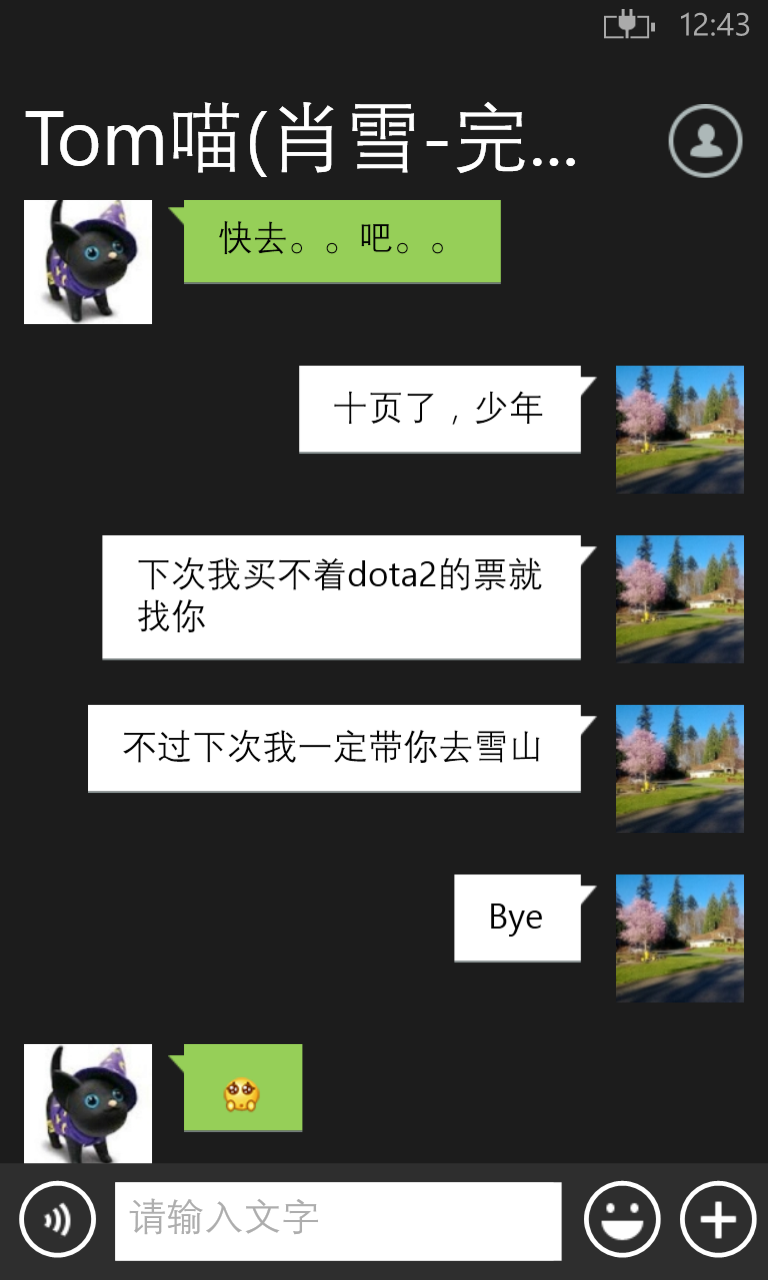 12:43
Tom喵(肖雪-完...
快去。。吧。。
十页了，少年
下次我买不着dota2的票就
找你
不过下次我一定带你去雪山
Bye
请输入文字